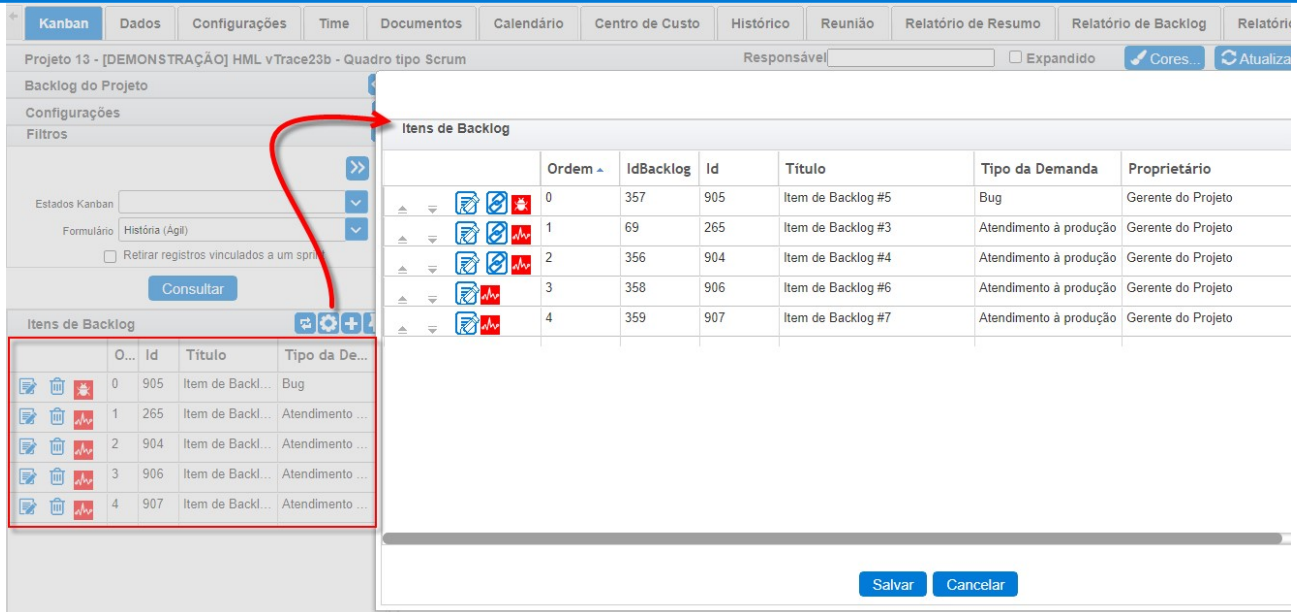 Kanban Dados Configurações Time Documentos Calendário Centro de Custo Histórico Reunião Relatório de Resumo Relatório de Backlog Relatório
Projeto 13 - [DEMONSTRAÇÃO] HML vTrace23b - Quadro tipo Scrum Responsável Expandido Cores... Atualiza
Backlog do Projeto
Configurações
Filtros
Estados Kanban
Formulário História (Ágil)
Retirar registros vinculados a um sprint
Consultar
Itens de Backlog
O... Id Título Tipo da De...
0 905 Item de Backl... Bug
1 265 Item de Backl... Atendimento ...
2 904 Item de Backl... Atendimento ...
3 906 Item de Backl... Atendimento ...
4 907 Item de Backl... Atendimento ...
Itens de Backlog
Ordem IdBacklog Id Título Tipo da Demanda Proprietário
0 357 905 Item de Backlog #5 Bug Gerente do Projeto
1 69 265 Item de Backlog #3 Atendimento à produção Gerente do Projeto
2 356 904 Item de Backlog #4 Atendimento à produção Gerente do Projeto
3 358 906 Item de Backlog #6 Atendimento à produção Gerente do Projeto
4 359 907 Item de Backlog #7 Atendimento à produção Gerente do Projeto
Salvar Cancelar